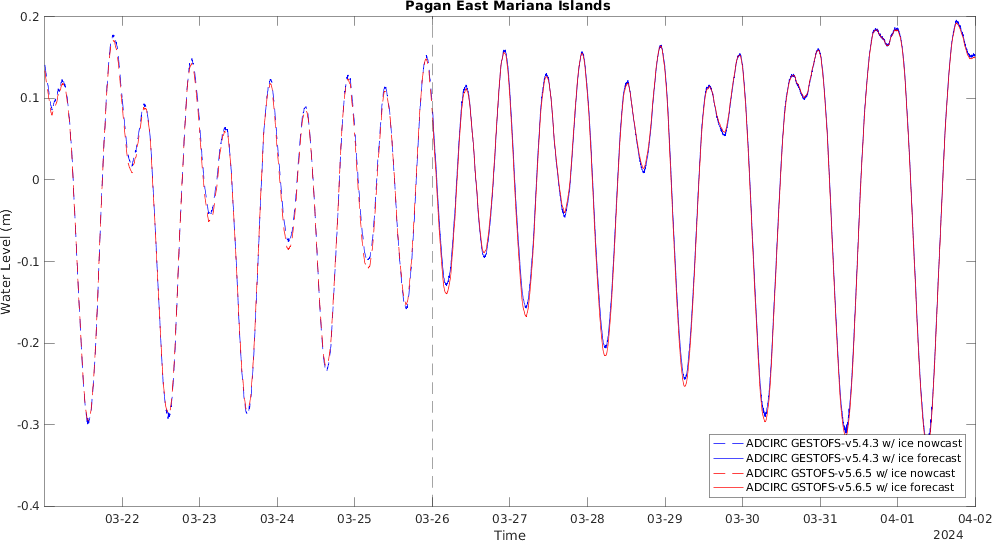 Pagan East Mariana Islands
Water Level (m)
0.2
0.1
0
-0.1
-0.2
-0.3
-0.4
ADCIRC GESTOFS-v5.4.3 w/ ice nowcast
ADCIRC GESTOFS-v5.4.3 w/ ice forecast
ADCIRC GSTOFS-v5.6.5 w/ ice nowcast
ADCIRC GSTOFS-v5.6.5 w/ ice forecast
03-22 03-23 03-24 03-25 03-26 03-27 03-28 03-29 03-30 03-31 04-01 04-02
Time
2024